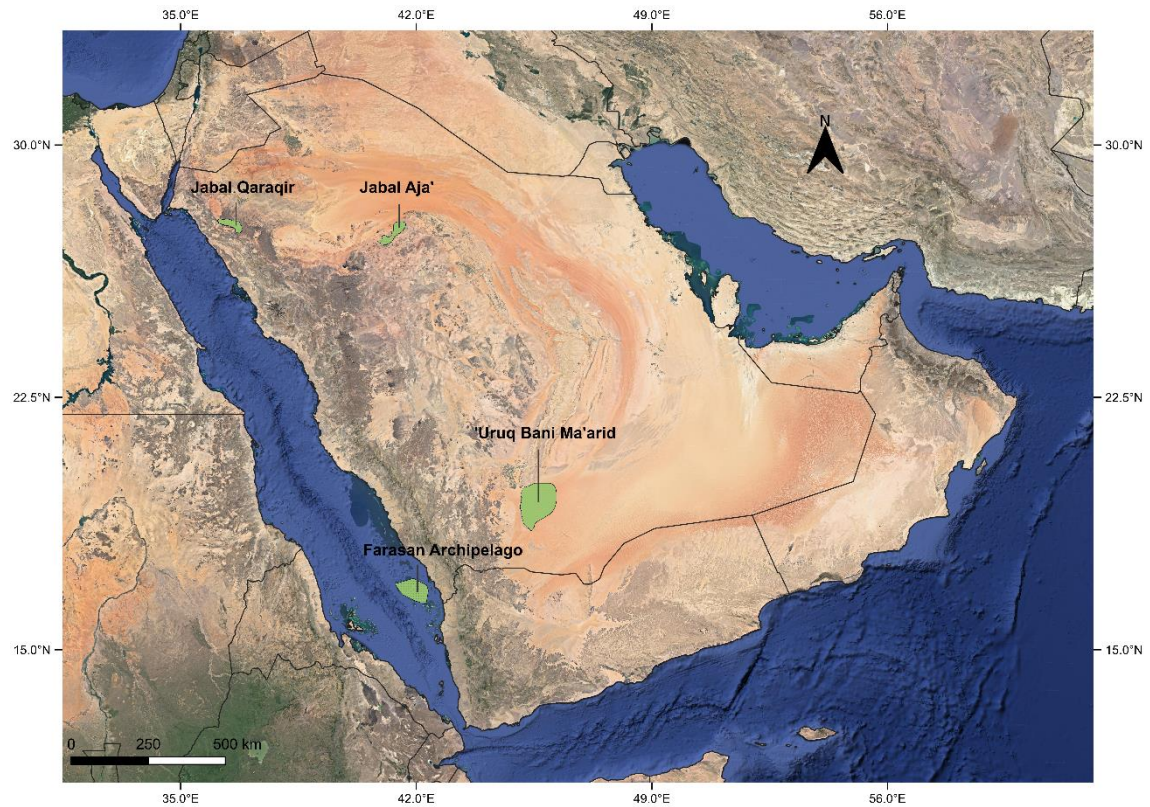 35.0°E 42.0°E 49.0°E 56.0°E
N
30.0°N 30.0°N
Jabal Qaraqir Jabal Aja'
22.5°N 22.5°N
'Uruq Bani Ma'arid
Farasan Archipelago
15.0°N 15.0°N
0 250 500 km
35.0°E 42.0°E 49.0°E 56.0°E